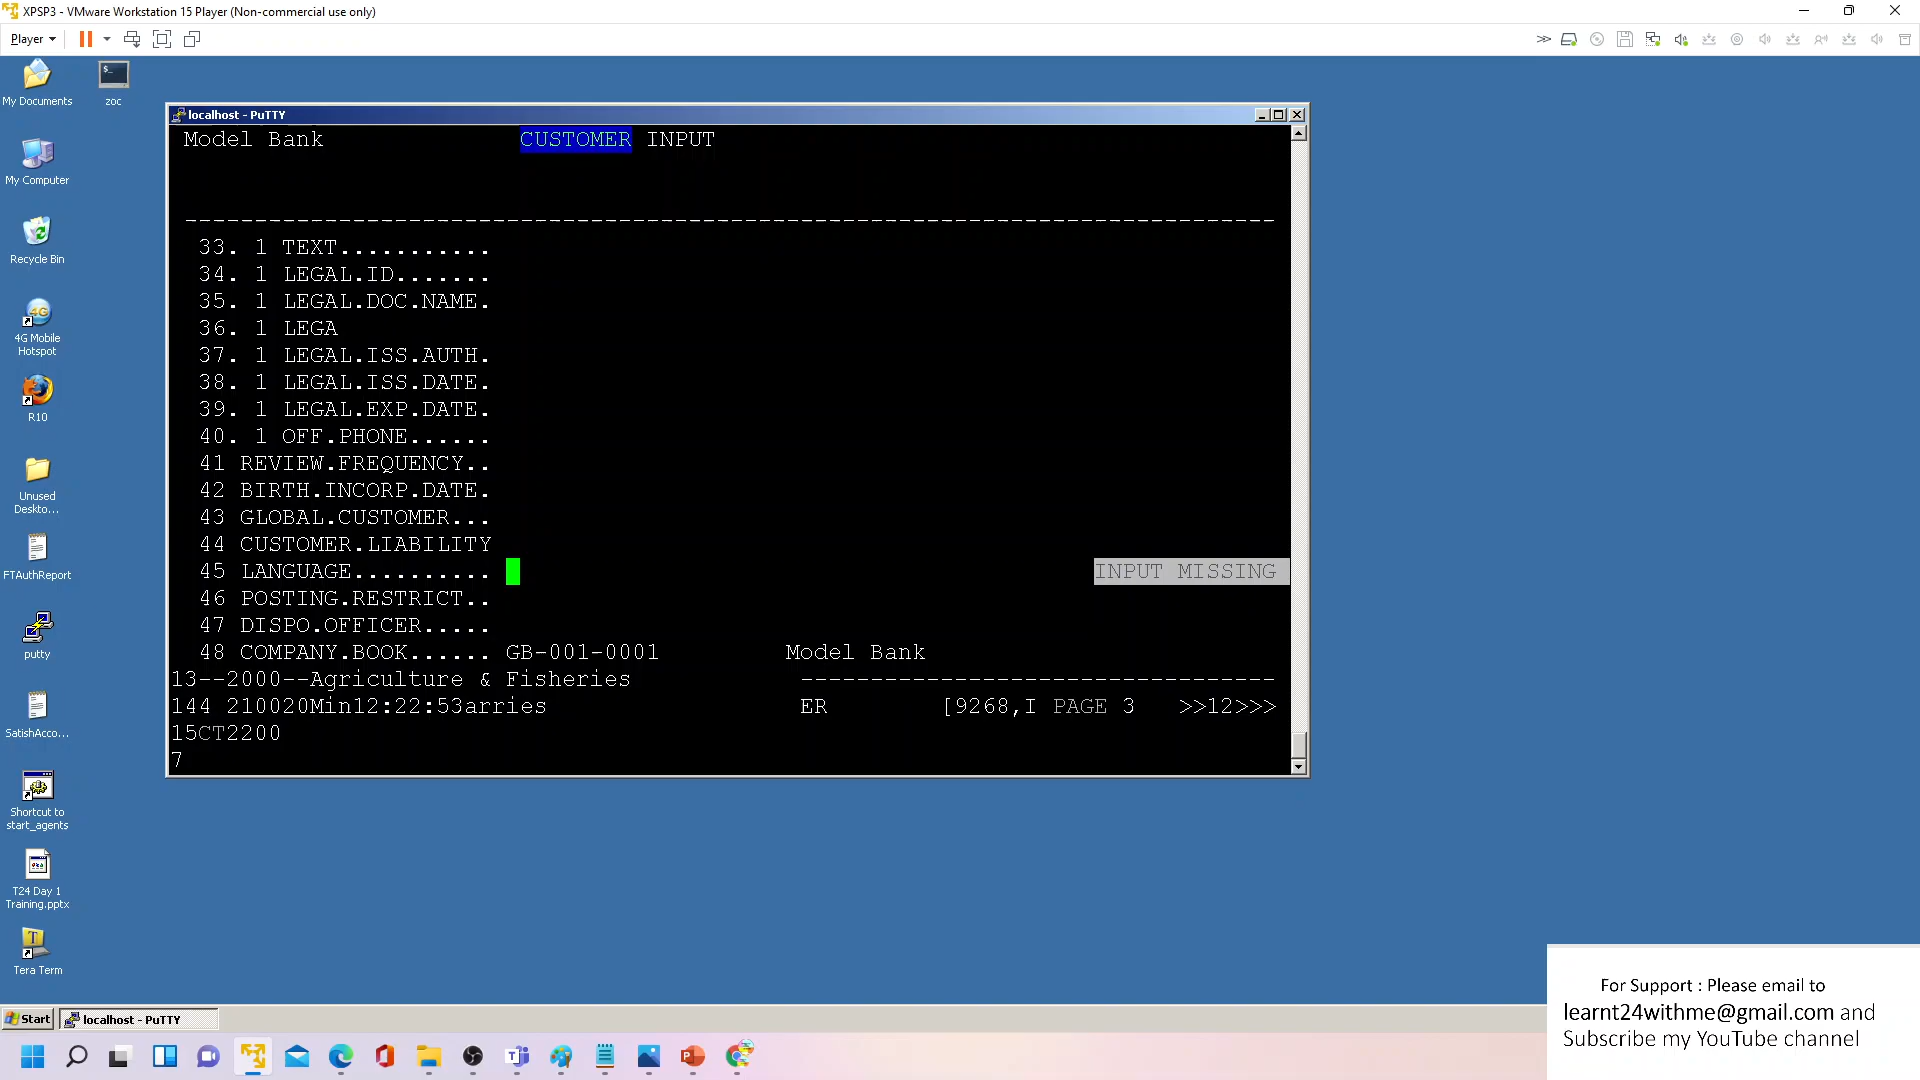 XPSP3 - VMware Workstation 15 Player (Non-commercial use only)
Player
My Documents
zoc
My Computer
Recycle Bin
4G
4G Mobile
Hotspot
R10
Unused
Deskto...
FTAuthReport
putty
SatishAcco...
Shortcut to
start_agents
T24 Day 1
Training.pptx
Tera Term
localhost - PuTTY
Model Bank CUSTOMER INPUT
--------------------------------------------------------------------------------
33. 1 TEXT...........
34. 1 LEGAL.ID.......
35. 1 LEGAL.DOC.NAME.
36. 1 LEGA
37. 1 LEGAL.ISS.AUTH.
38. 1 LEGAL.ISS.DATE.
39. 1 LEGAL.EXP.DATE.
40. 1 OFF.PHONE......
41 REVIEW.FREQUENCY..
42 BIRTH.INCORP.DATE.
43 GLOBAL.CUSTOMER...
44 CUSTOMER.LIABILITY
45 LANGUAGE.......... INPUT MISSING
46 POSTING.RESTRICT..
47 DISPO.OFFICER.....
48 COMPANY.BOOK...... GB-001-0001 Model Bank
13--2000--Agriculture & Fisheries ----------------------------------
144 210020Min12:22:53arries ER [9268,I PAGE 3 >>12>>>
15CT2200
7
Start
localhost - PuTTY
For Support : Please email to
learnt24withme@gmail.com and
Subscribe my YouTube channel